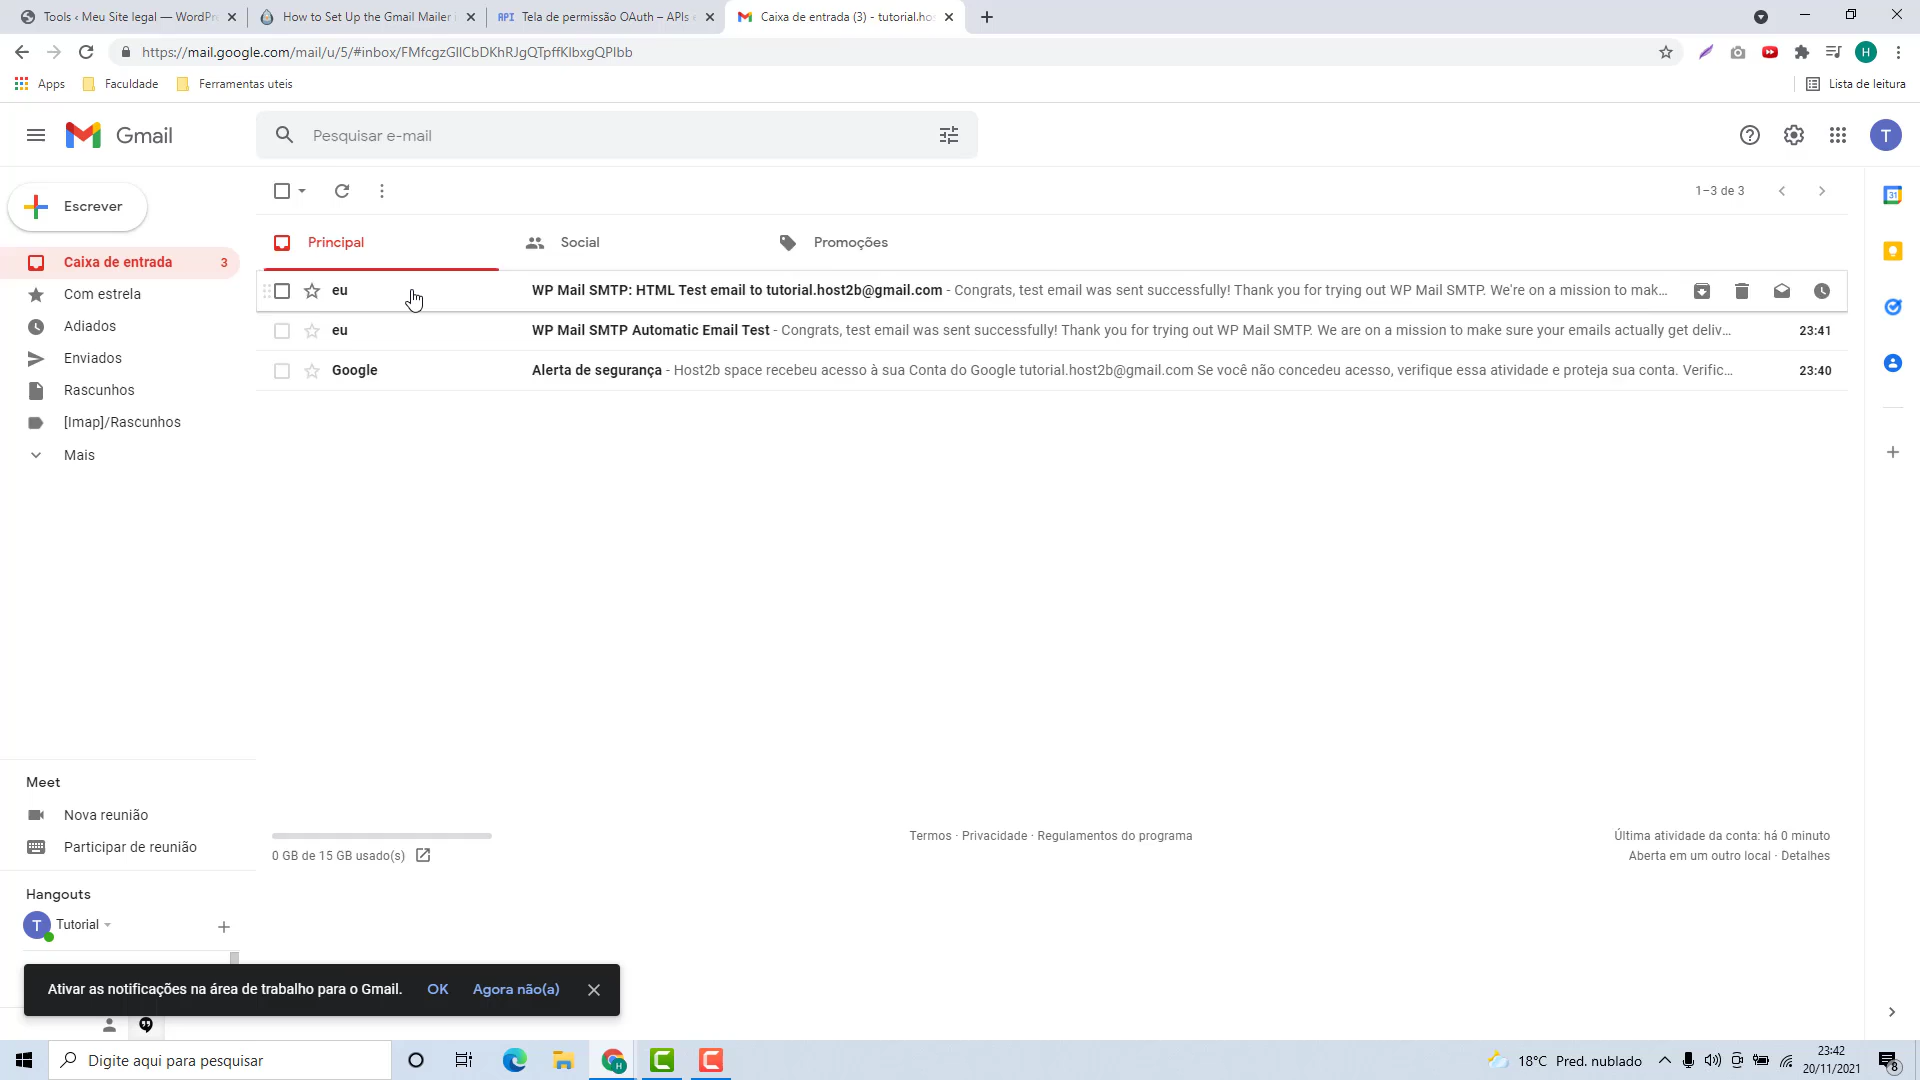 Tools ‹ Meu Site legal — WordPr
How to Set Up the Gmail Mailer
API Tela de permissão OAuth – APIs
Caixa de entrada (3) - tutorial.hos
https://mail.google.com/mail/u/5/#inbox/FMfcgzGllCbDKhRJgQTpffKlbxgQPlbb
H
Apps
Faculdade
Ferramentas uteis
Lista de leitura
Gmail
Pesquisar e-mail
T
Escrever
1–3 de 3
31
Principal
Social
Promoções
Caixa de entrada 3
Com estrela
Adiados
Enviados
Rascunhos
[Imap]/Rascunhos
Mais
eu WP Mail SMTP: HTML Test email to tutorial.host2b@gmail.com - Congrats, test email was sent successfully! Thank you for trying out WP Mail SMTP. We're on a mission to mak...
eu WP Mail SMTP Automatic Email Test - Congrats, test email was sent successfully! Thank you for trying out WP Mail SMTP. We are on a mission to make sure your emails actually get deliv... 23:41
Google Alerta de segurança - Host2b space recebeu acesso à sua Conta do Google tutorial.host2b@gmail.com Se você não concedeu acesso, verifique essa atividade e proteja sua conta. Verific... 23:40
Meet
Nova reunião
Participar de reunião
Hangouts
T Tutorial
0 GB de 15 GB usado(s)
Termos · Privacidade · Regulamentos do programa
Última atividade da conta: há 0 minuto
Aberta em um outro local · Detalhes
Ativar as notificações na área de trabalho para o Gmail. OK Agora não(a)
Digite aqui para pesquisar
18°C Pred. nublado
23:42
20/11/2021
8